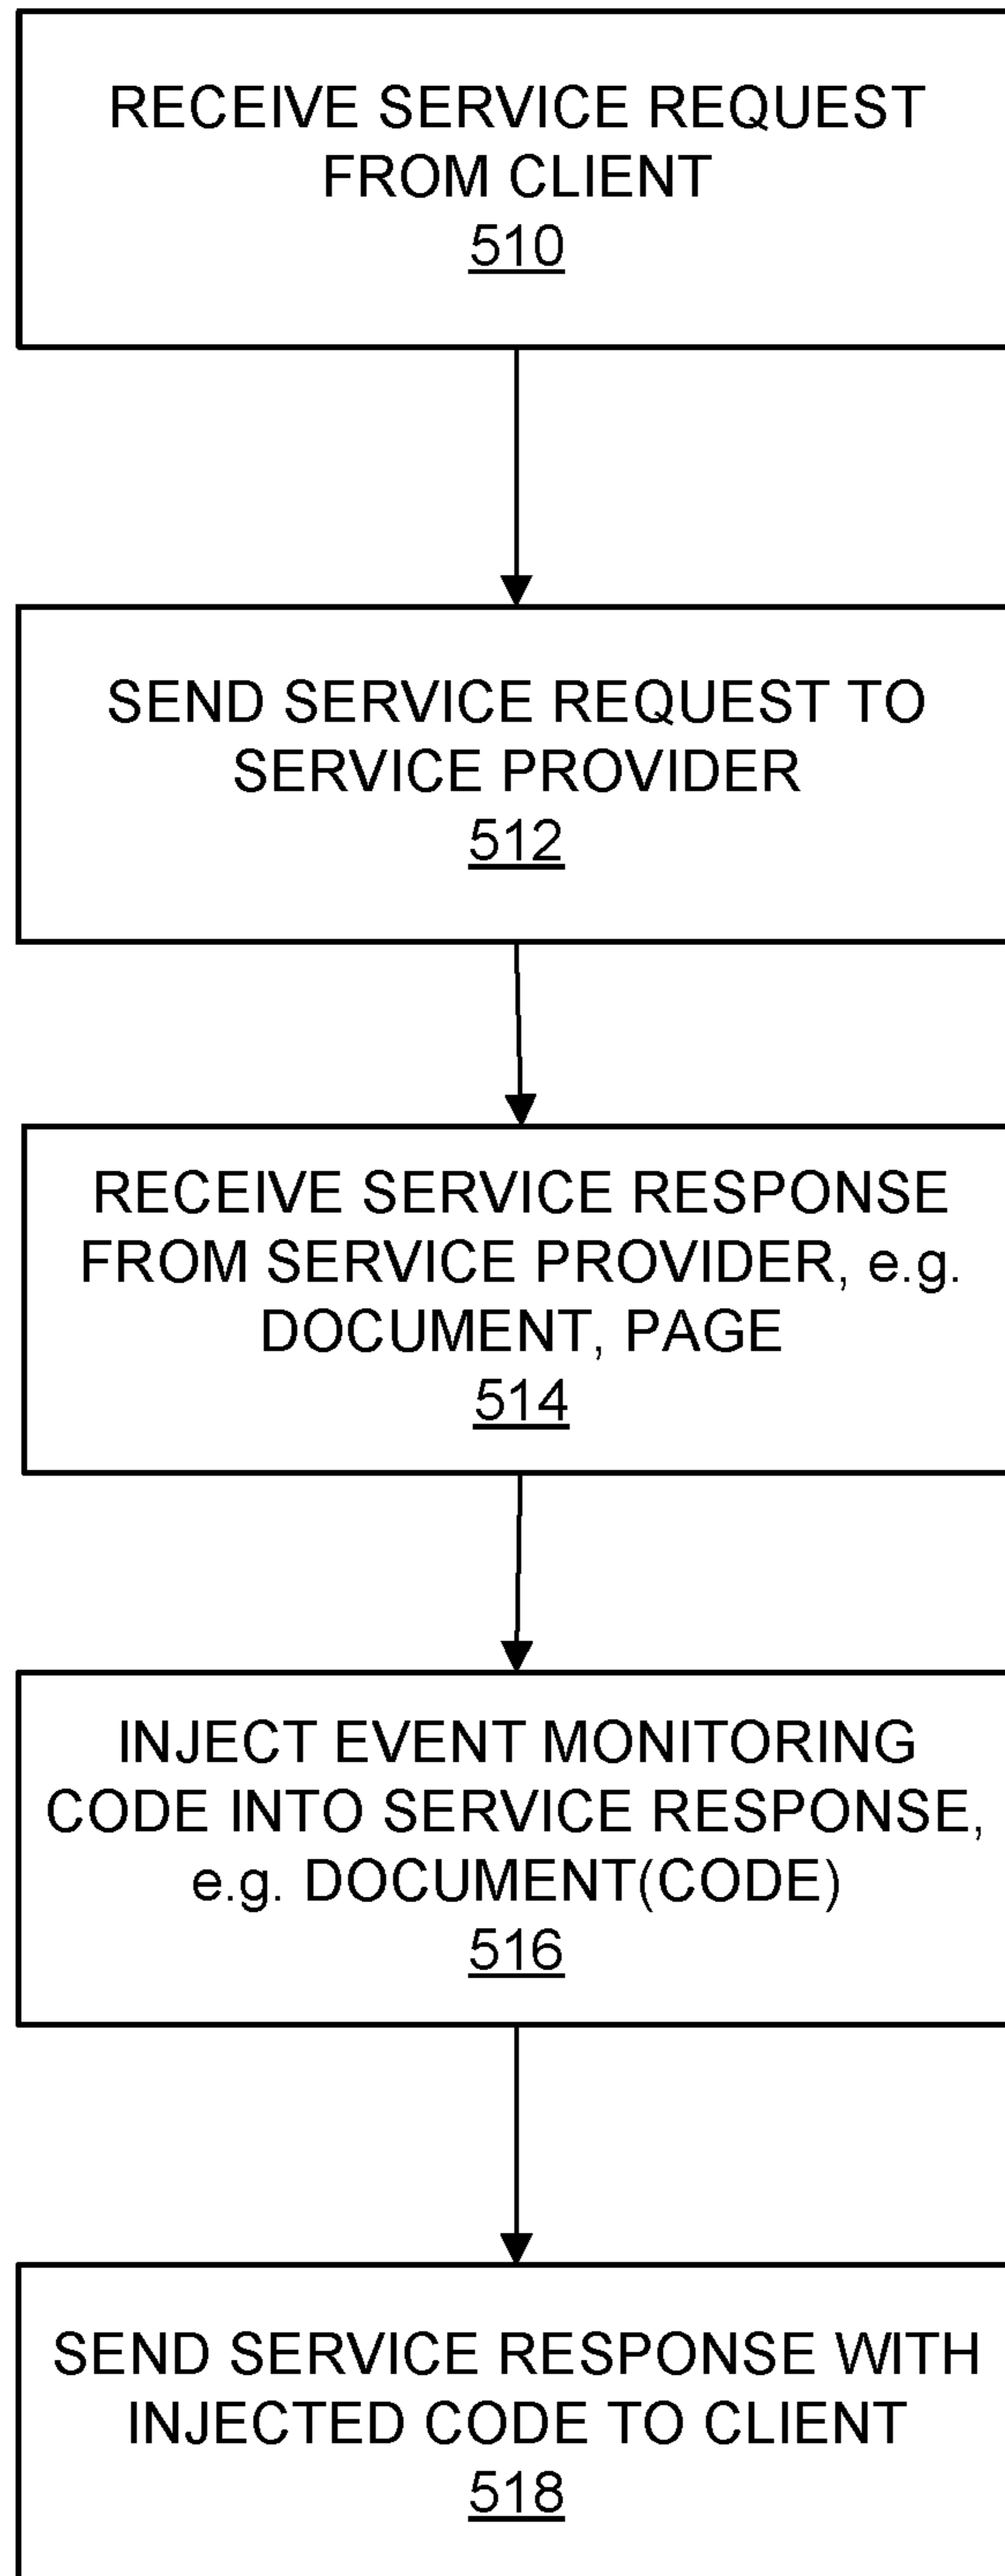 RECEIVE SERVICE REQUEST
FROM CLIENT
510
SEND SERVICE REQUEST TO
SERVICE PROVIDER
512
RECEIVE SERVICE RESPONSE
FROM SERVICE PROVIDER, e.g.
DOCUMENT, PAGE
514
INJECT EVENT MONITORING
CODE INTO SERVICE RESPONSE,
e.g. DOCUMENT(CODE)
516
SEND SERVICE RESPONSE WITH
INJECTED CODE TO CLIENT
518